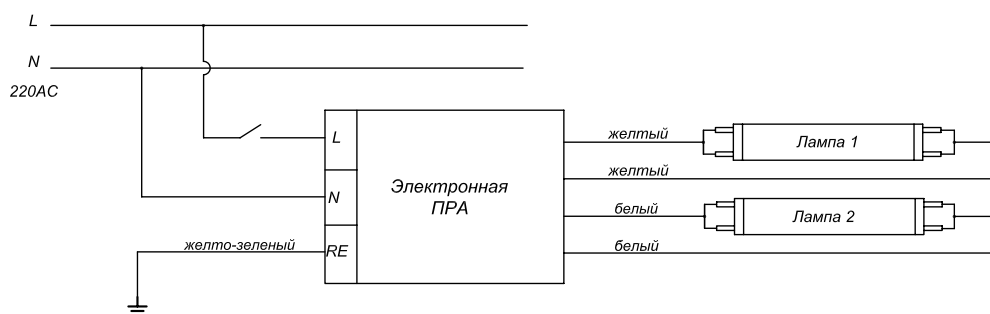 L
N
220AC
L
N
RE
желто-зеленый
Электронная
ПРА
желтый
желтый
белый
белый
Лампа 1
Лампа 2